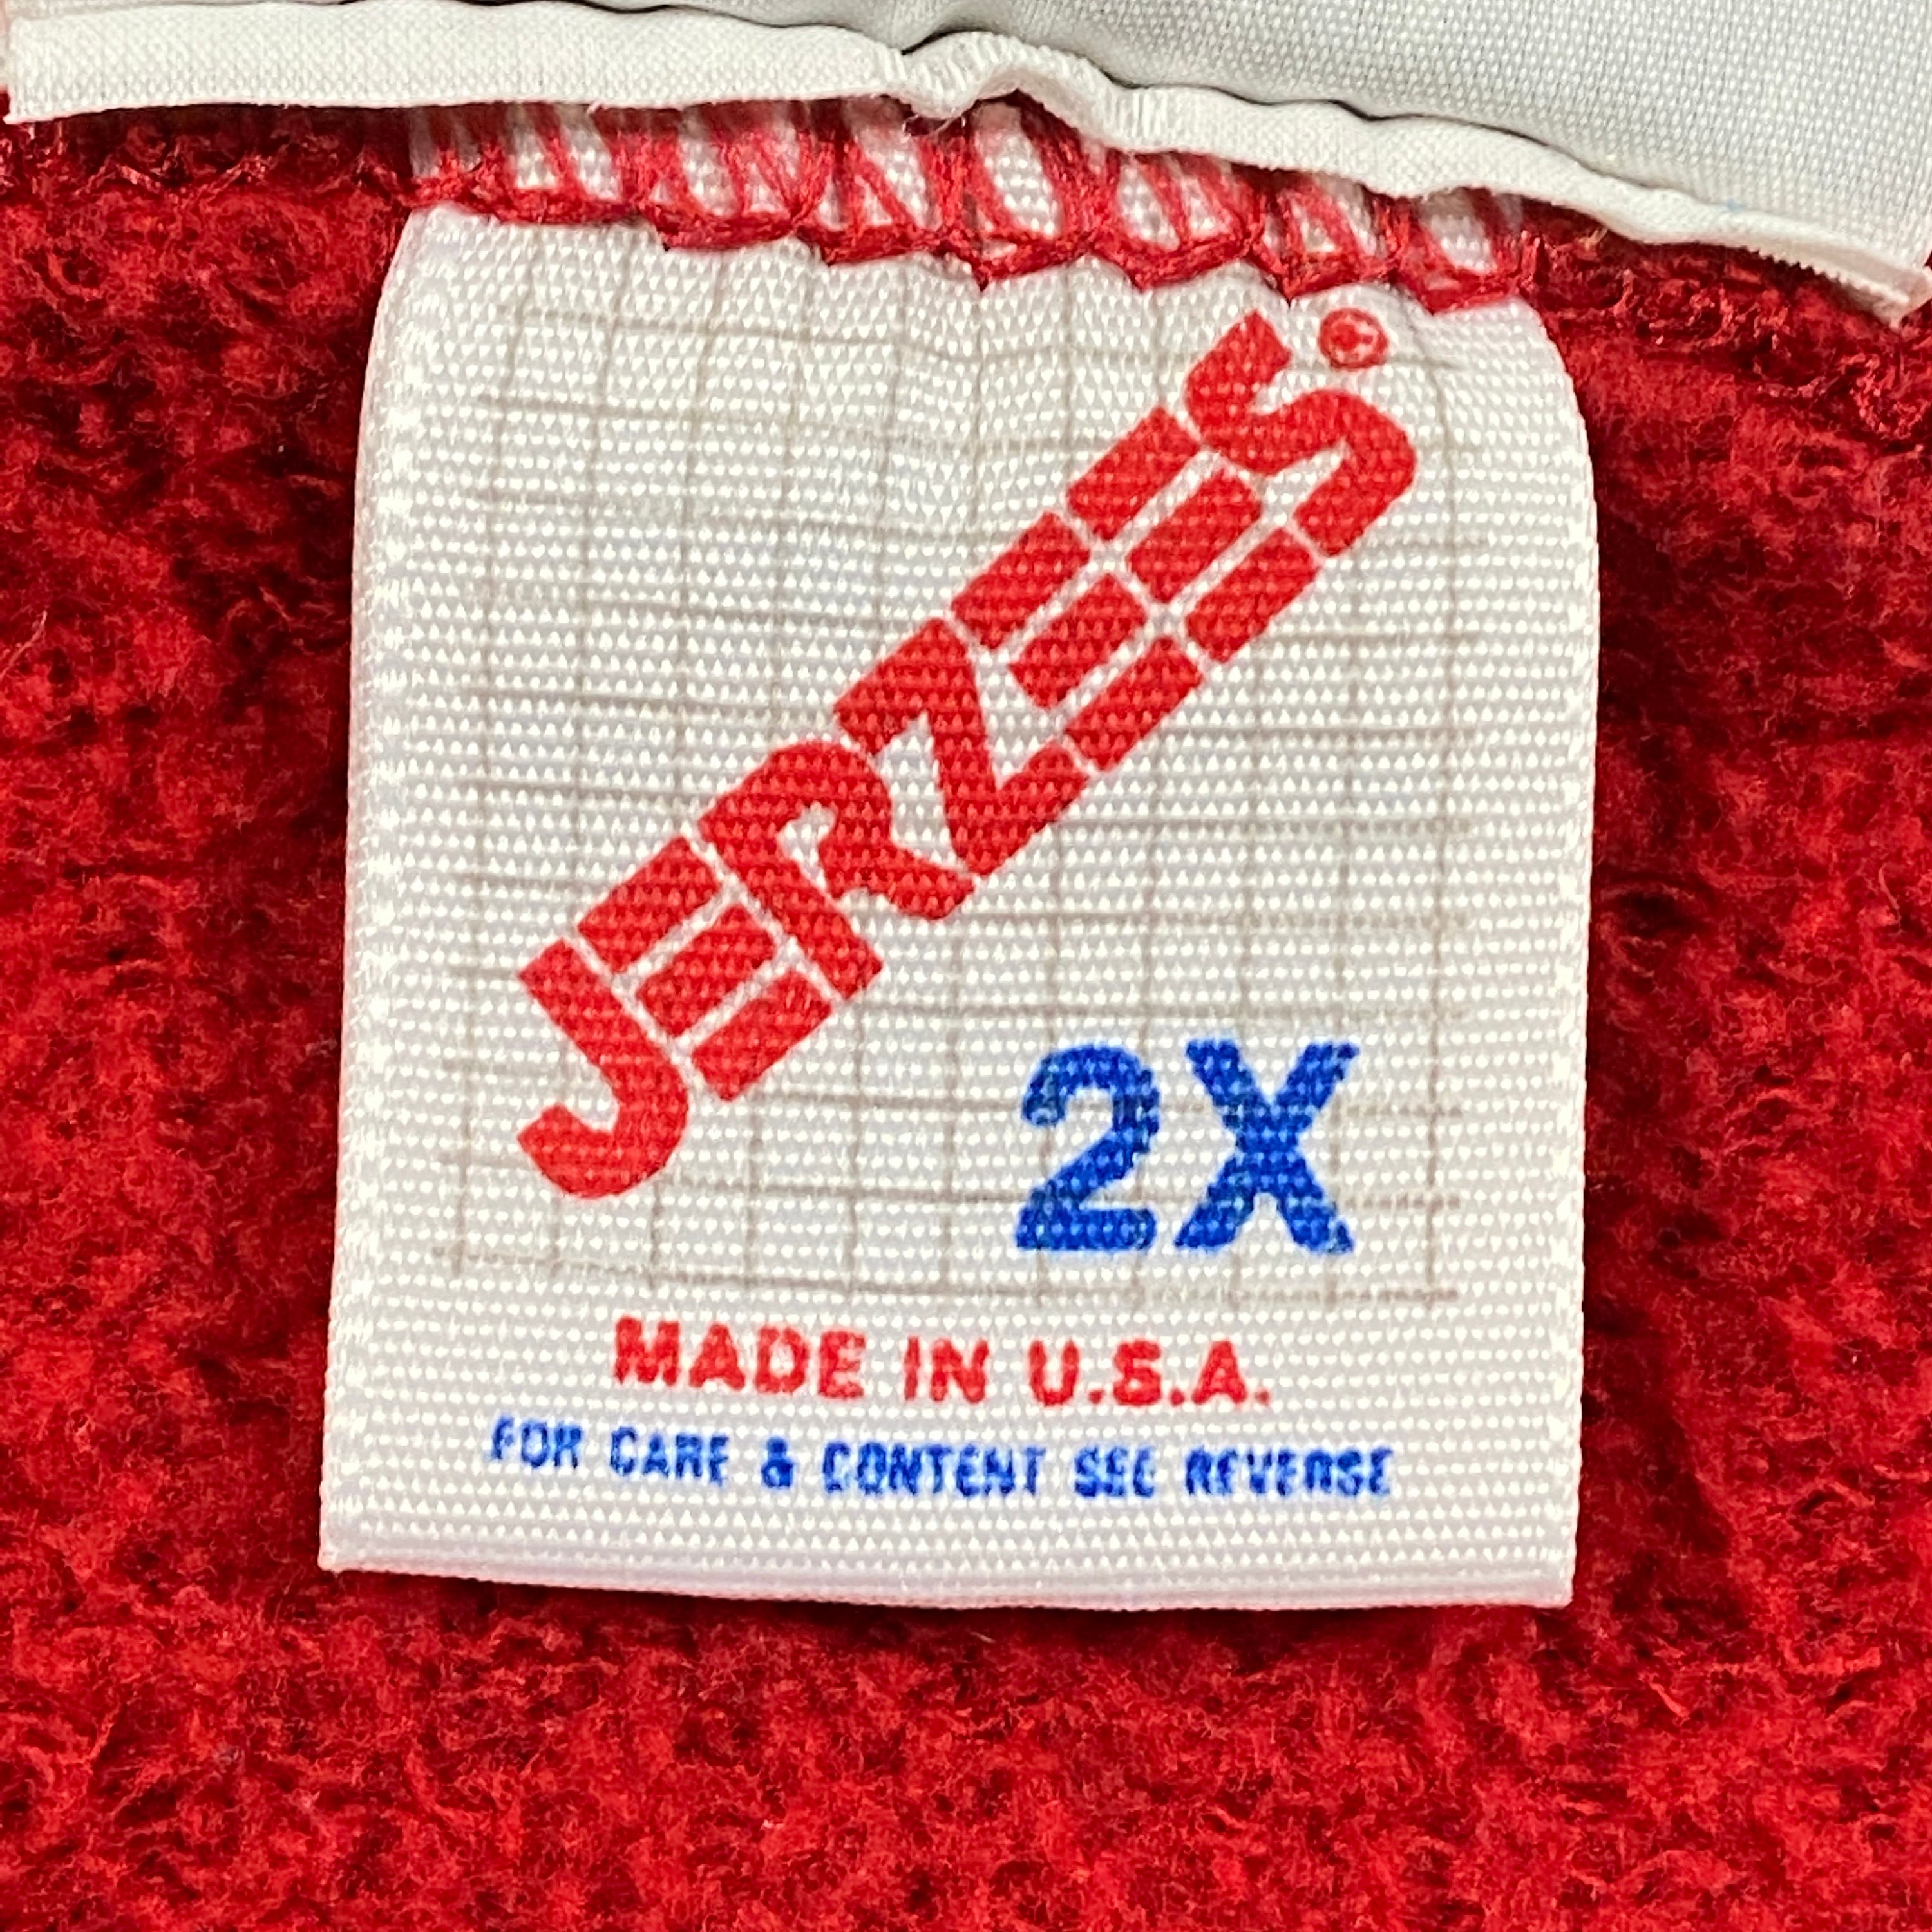 JERZEES®
2X
MADE IN U.S.A.
FOR CARE & CONTENT SEE REVERSE